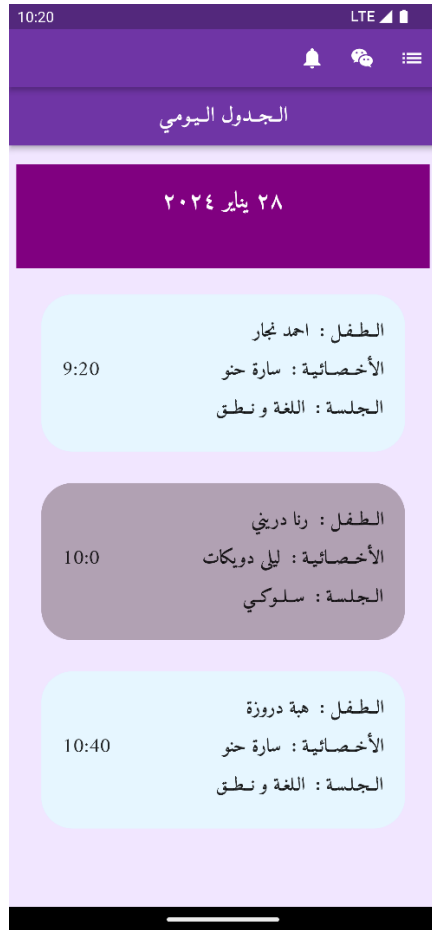 10:20 LTE
الجدول اليومي
٢٨ يناير ٢٠٢٤
الطفل : احمد نجار
الأخصائية : سارة حنو
9:20
الجلسة : اللغة و نطق
الطفل : رنا دريني
الأخصائية : ليلى دويكات
10:0
الجلسة : سلوكي
الطفل : هبة دروزة
الأخصائية : سارة حنو
10:40
الجلسة : اللغة و نطق